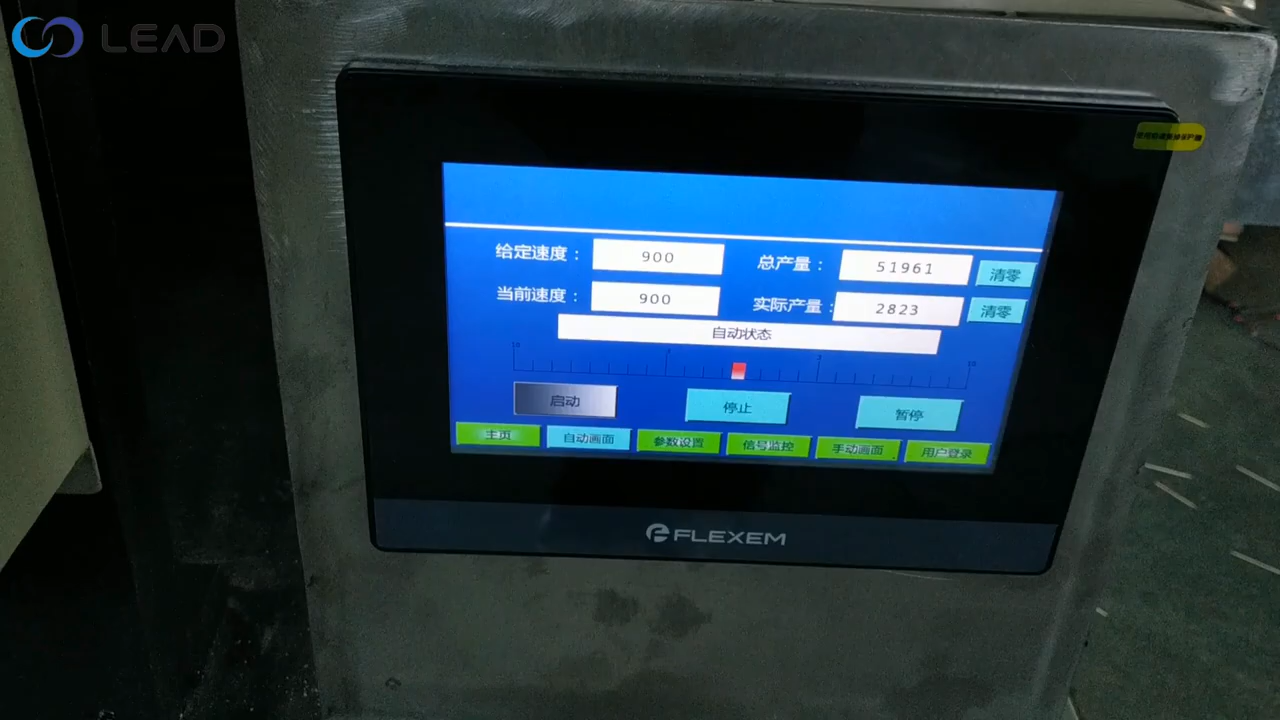 LEAD
给定速度： 900 总产量： 51961 清零
当前速度： 900 实际产量： 2823 清零
自动状态
启动 停止 暂停
主页 自动画面 参数设置 信号监控 手动画面 用户登录
FLEXEM